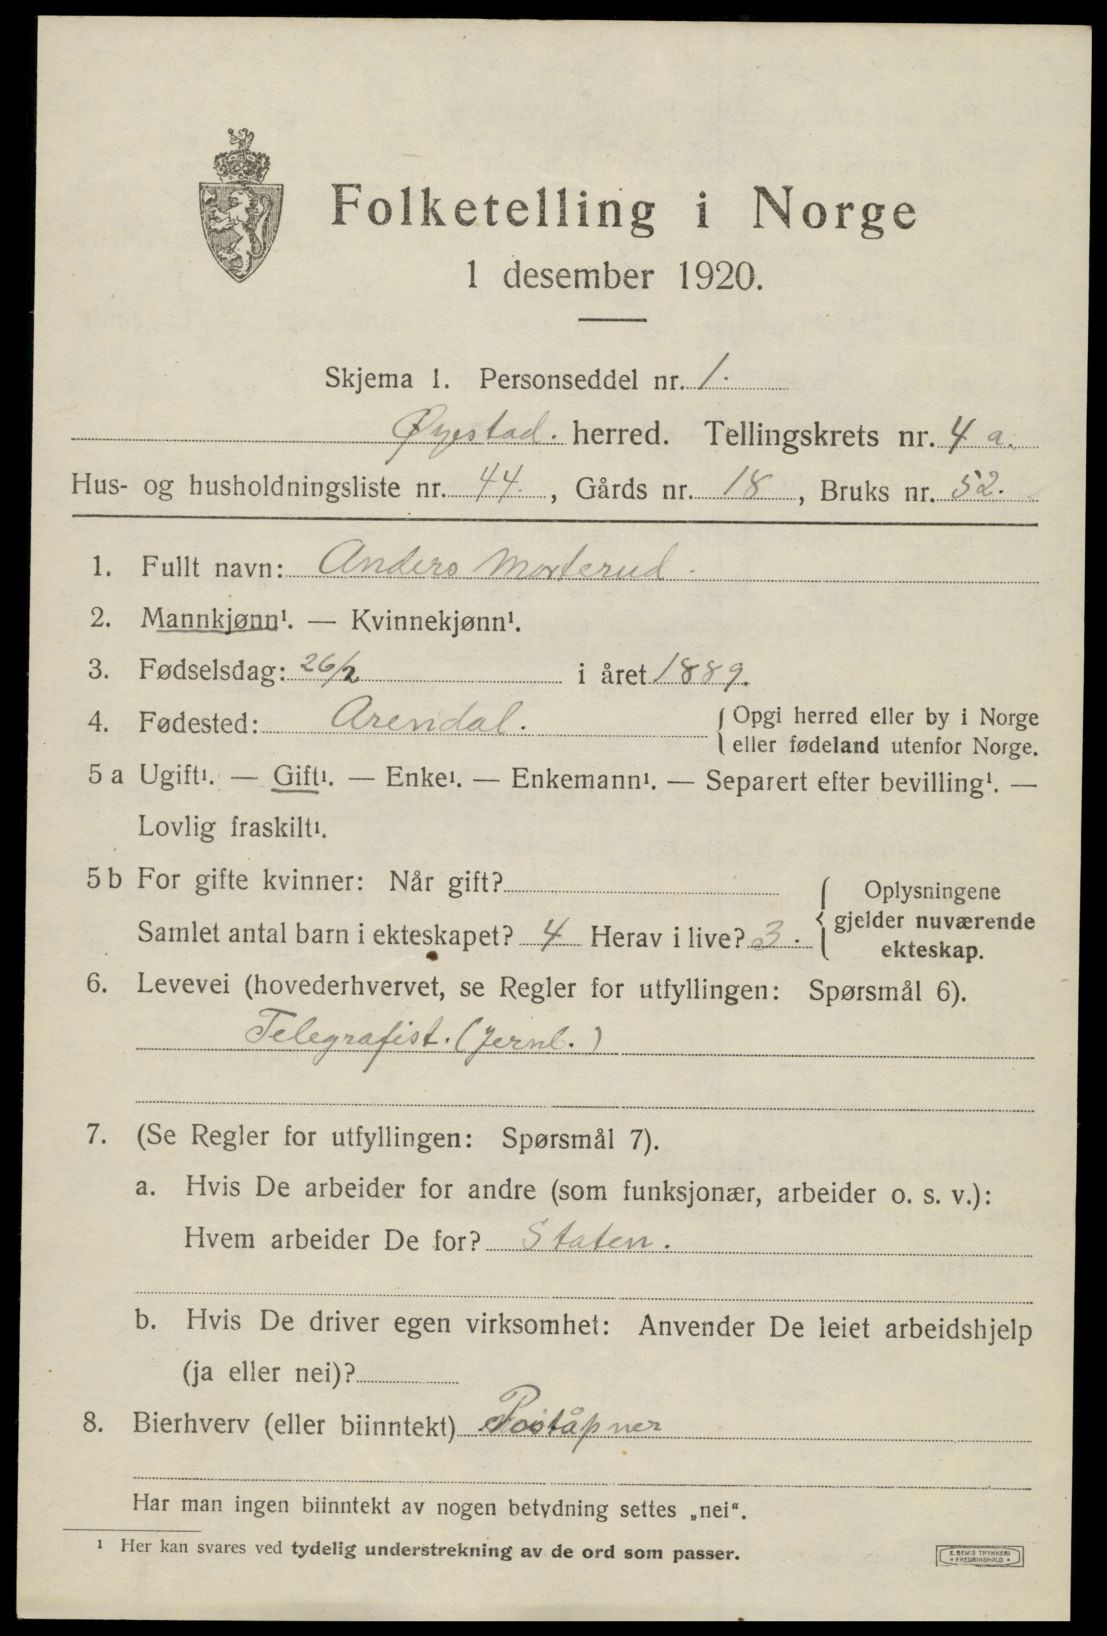 Folketelling i Norge
1 desember 1920.
Skjema 1. Personseddel nr. 1.
Øyestad. herred. Tellingskrets nr. 4 a.
Hus- og husholdningsliste nr. 44. , Gårds nr. 18 , Bruks nr. 52.
1. Fullt navn: Anders Morterud.
2. Mannkjønn¹. — Kvinnekjønn¹.
3. Fødselsdag: 26/2 i året 1889.
4. Fødested: Arendal. { Opgi herred eller by i Norge
eller fødeland utenfor Norge.
5 a Ugift¹. — Gift¹. — Enke¹. — Enkemann¹. — Separert efter bevilling¹. —
Lovlig fraskilt¹.
5 b For gifte kvinner: Når gift?
Samlet antal barn i ekteskapet? 4 Herav i live? 3.
{ Oplysningene
gjelder nuværende
ekteskap.
6. Levevei (hovederhvervet, se Regler for utfyllingen: Spørsmål 6).
Telegrafist. (Jernb.)
7. (Se Regler for utfyllingen: Spørsmål 7).
a. Hvis De arbeider for andre (som funksjonær, arbeider o. s. v.):
Hvem arbeider De for? Staten.
b. Hvis De driver egen virksomhet: Anvender De leiet arbeidshjelp
(ja eller nei)?
8. Bierhverv (eller biinntekt) Poståpner
Har man ingen biinntekt av nogen betydning settes „nei“.
¹ Her kan svares ved tydelig understrekning av de ord som passer.
E. SEMS TRYKKERI
• FREDRIKSHALD •